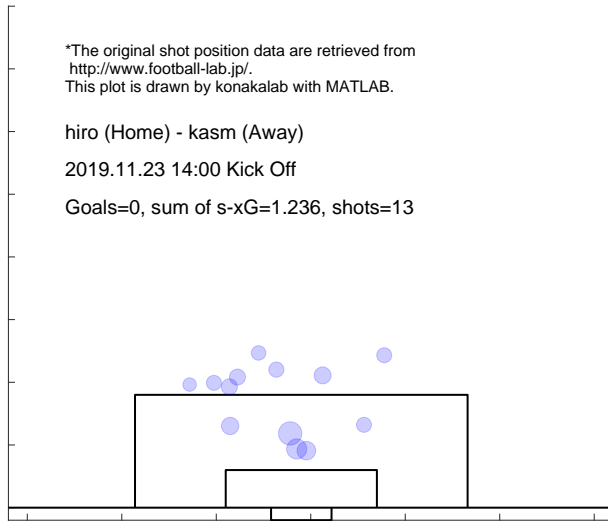 *The original shot position data are retrieved from
http://www.football-lab.jp/.
This plot is drawn by konakalab with MATLAB.
hiro (Home) - kasm (Away)
2019.11.23 14:00 Kick Off
Goals=0, sum of s-xG=1.236, shots=13